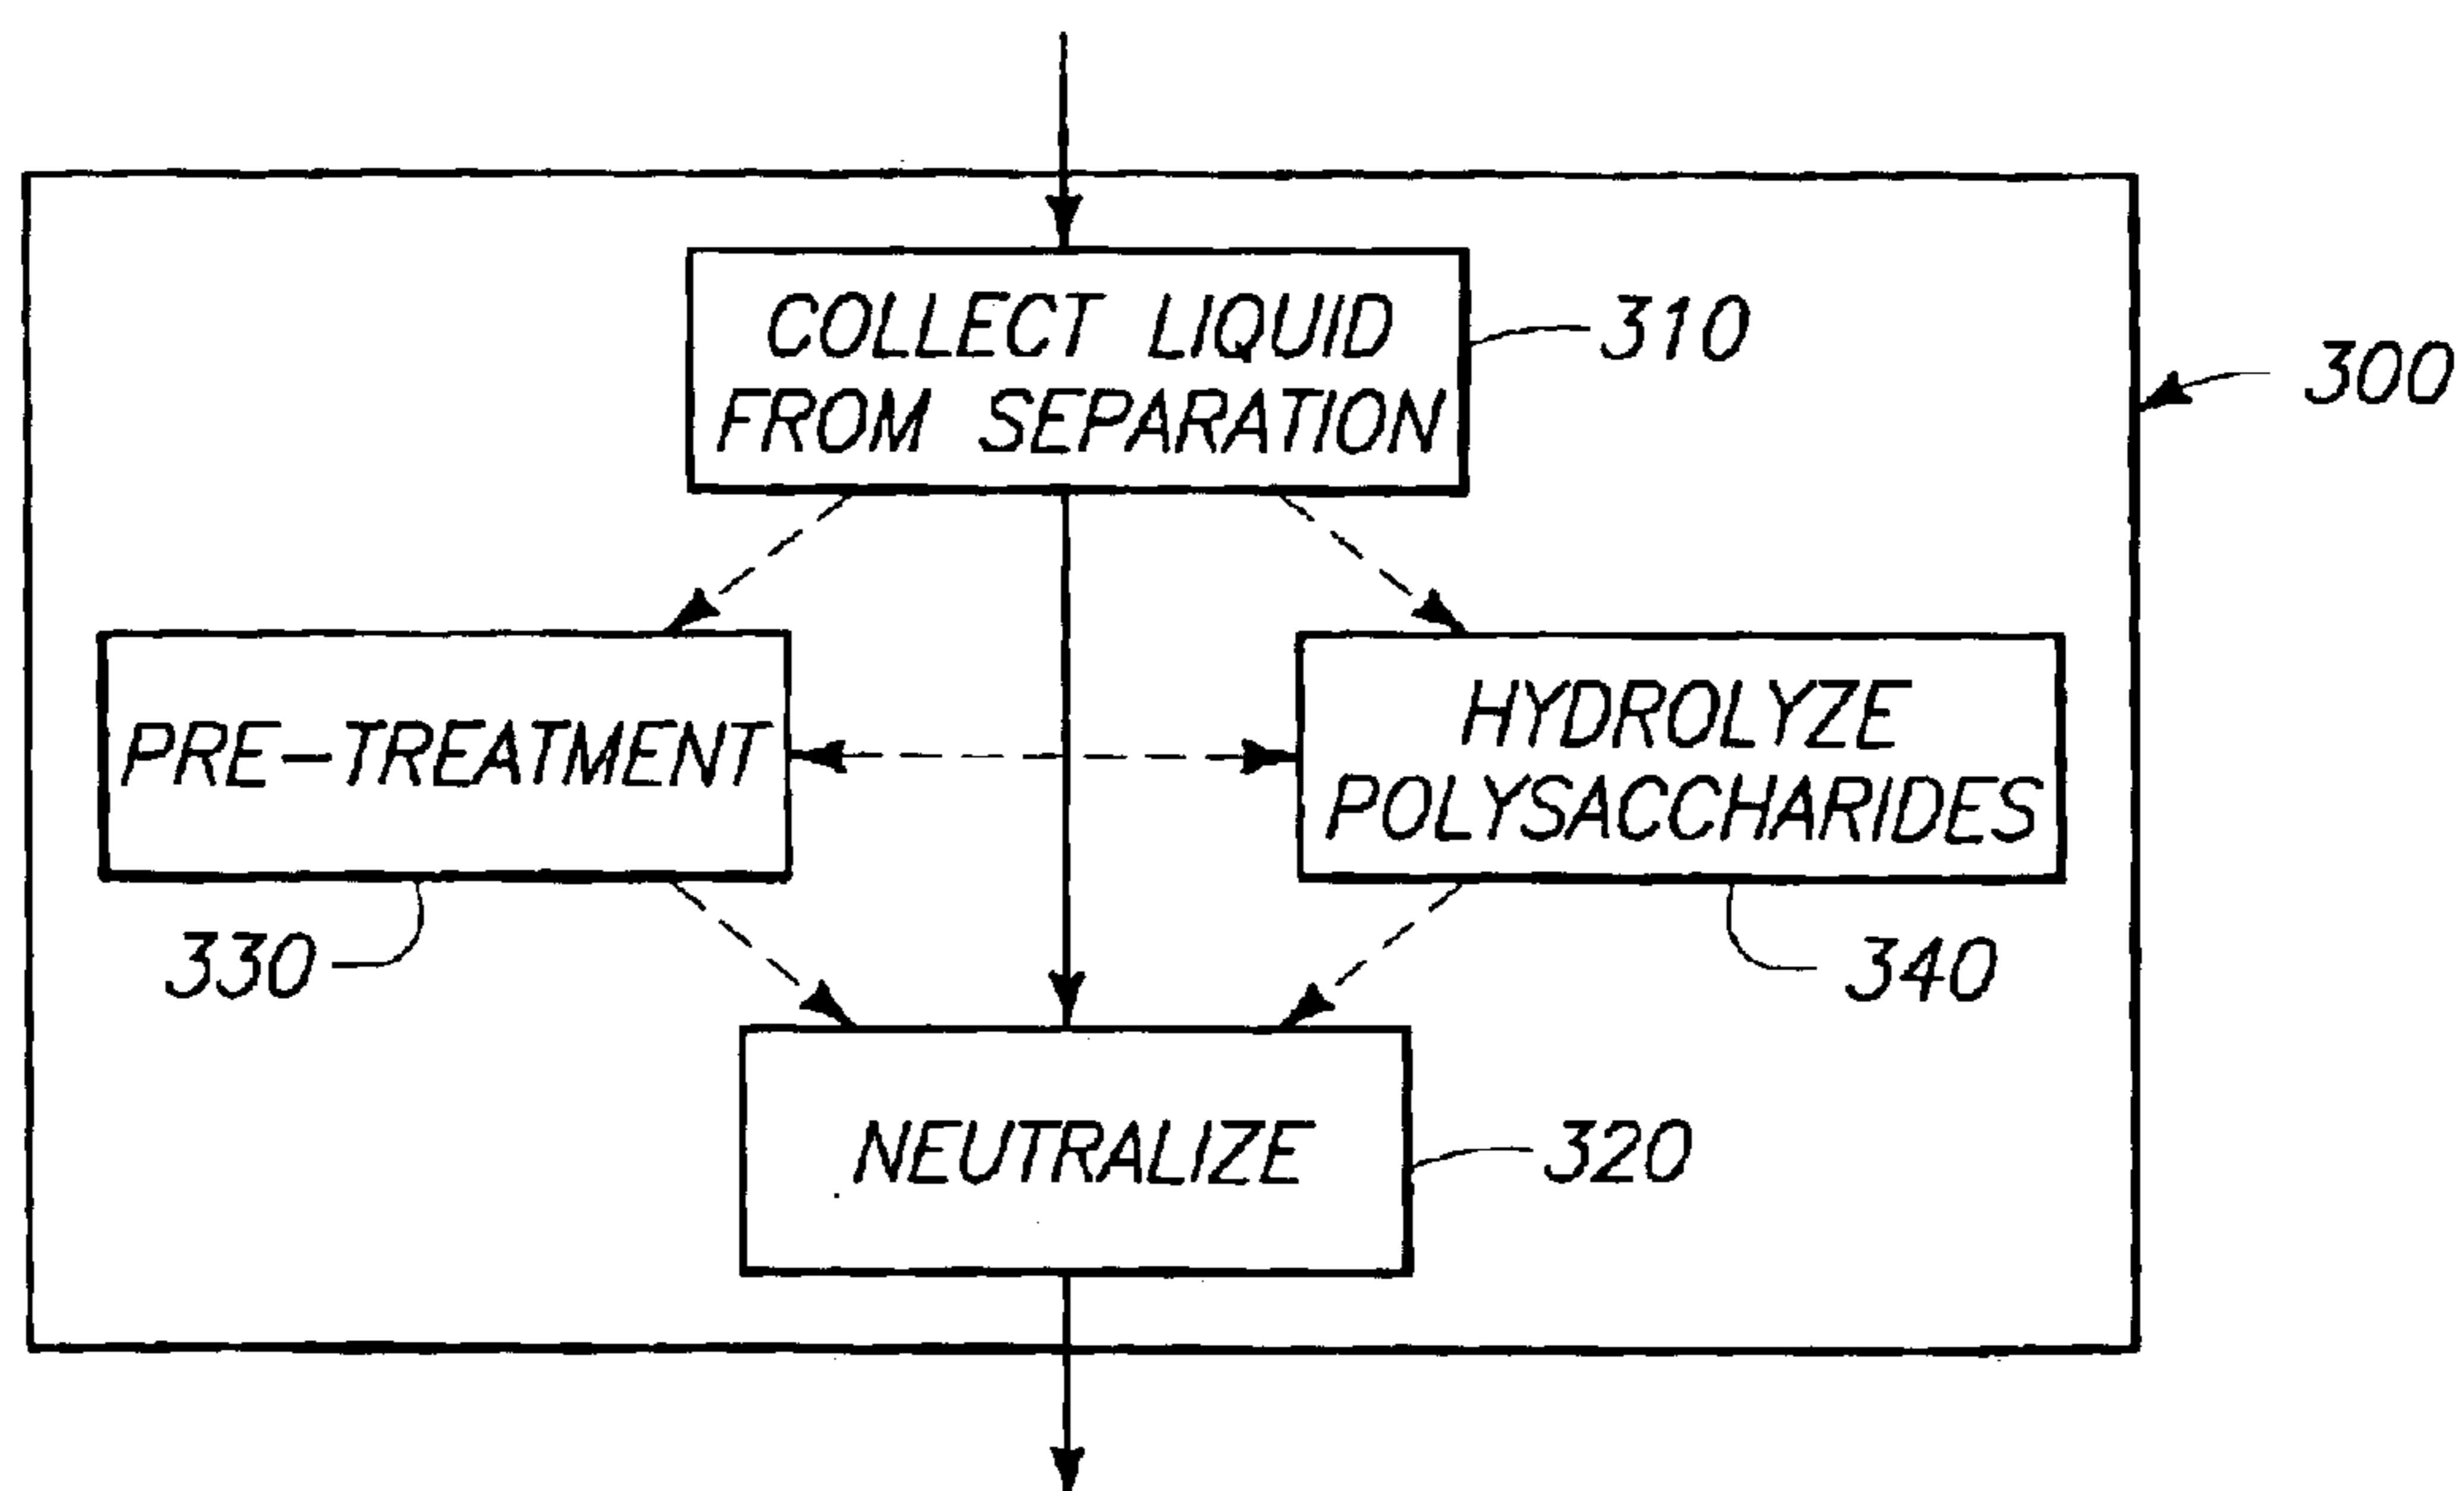 COLLECT LIQUID
FROM SEPARATION
310
300
PRE-TREATMENT
HYDROLYZE
POLYSACCHARIDES
330
340
NEUTRALIZE
320